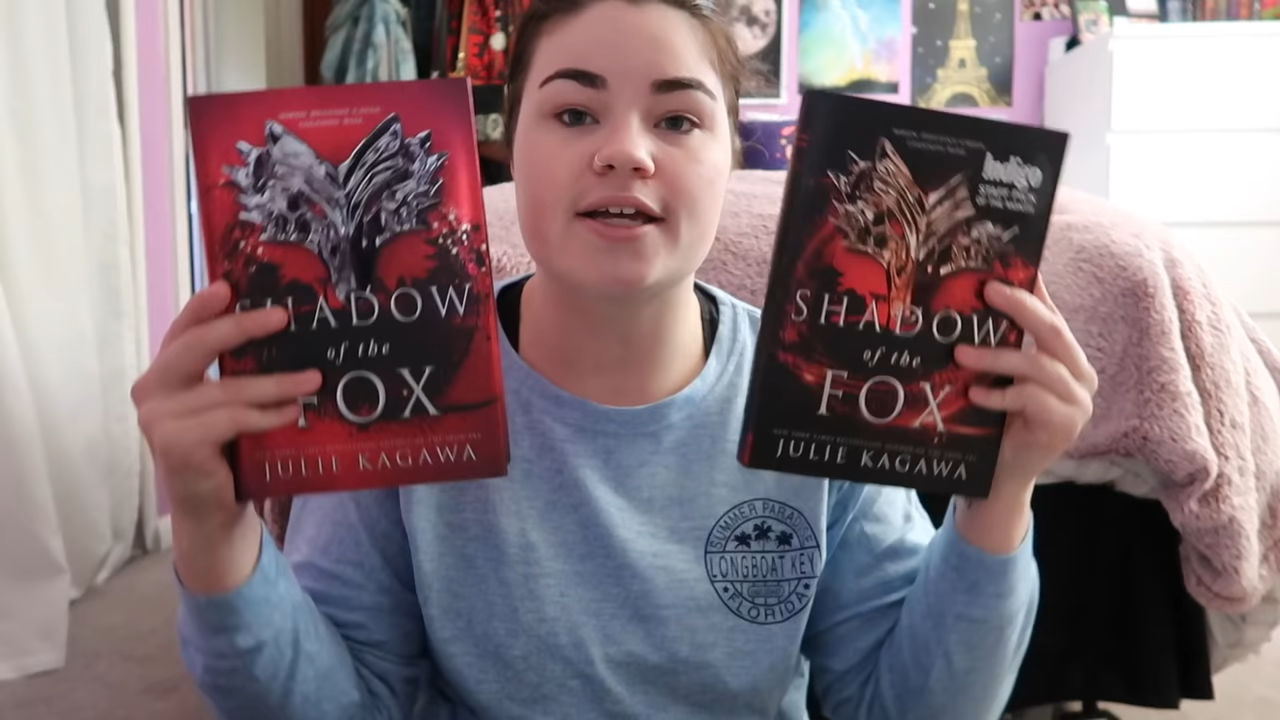 SHADOW
of the
FOX
JULIE KAGAWA
indigo
SHADOW
of the
FOX
JULIE KAGAWA
SUMMER PARADISE
LONGBOAT KEY
FLORIDA